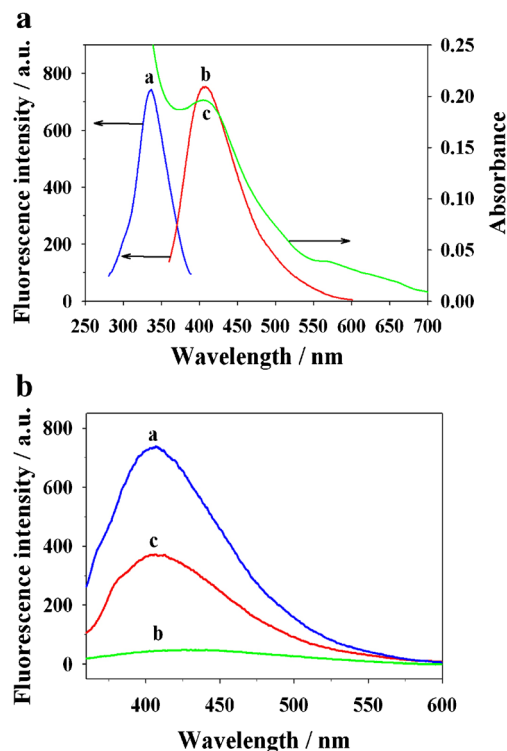 a
Fluorescence intensity / a.u.
800
600
400
200
0
a
b
c
0.25
0.20
0.15
0.10
0.05
0.00
Absorbance
250 300 350 400 450 500 550 600 650 700
Wavelength / nm
b
Fluorescence intensity / a.u.
800
600
400
200
0
a
c
b
400 450 500 550 600
Wavelength / nm